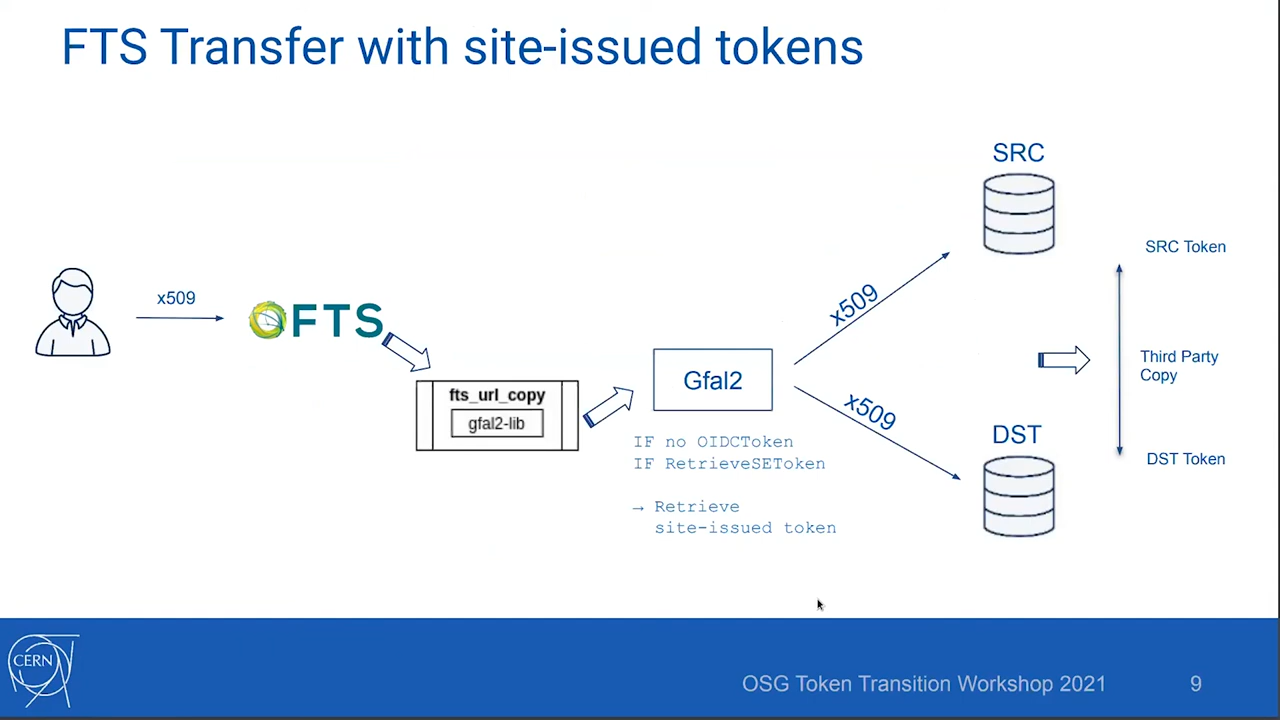 FTS Transfer with site-issued tokens
SRC
SRC Token
x509
FTS
x509
fts_url_copy
gfal2-lib
Gfal2
Third Party
Copy
x509
IF no OIDCToken
IF RetrieveSEToken
→ Retrieve
site-issued token
DST
DST Token
CERN
OSG Token Transition Workshop 2021
9